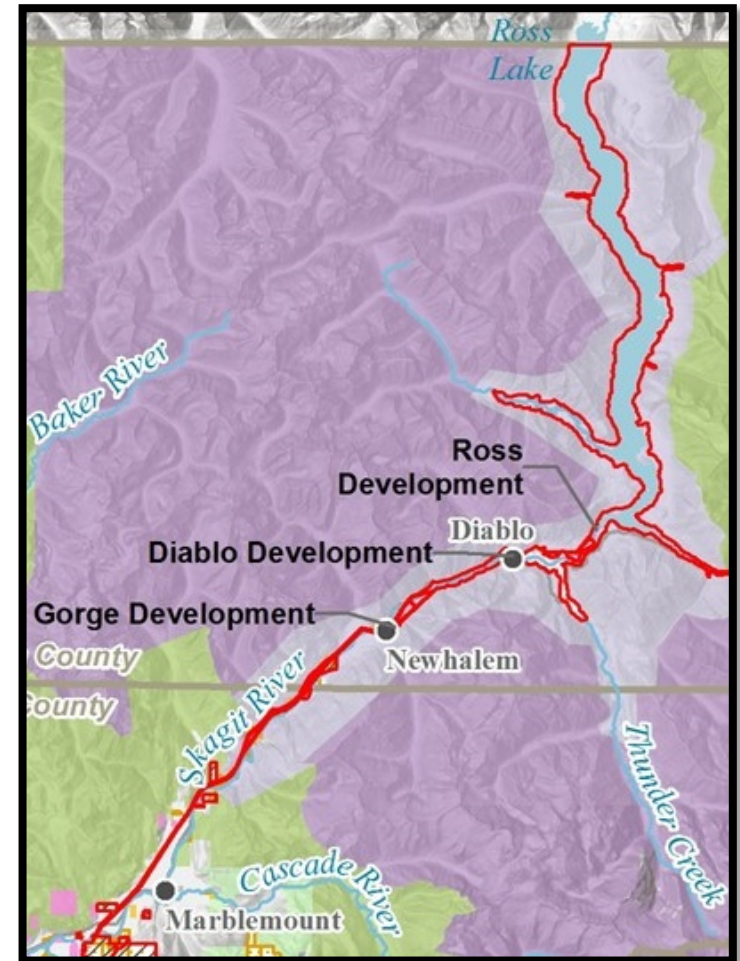 Ross
Lake
Baker River
Ross
Development
Diablo
Diablo Development
Gorge Development
County
Newhalem
County
Skagit River
Thunder Creek
Cascade River
Marblemount